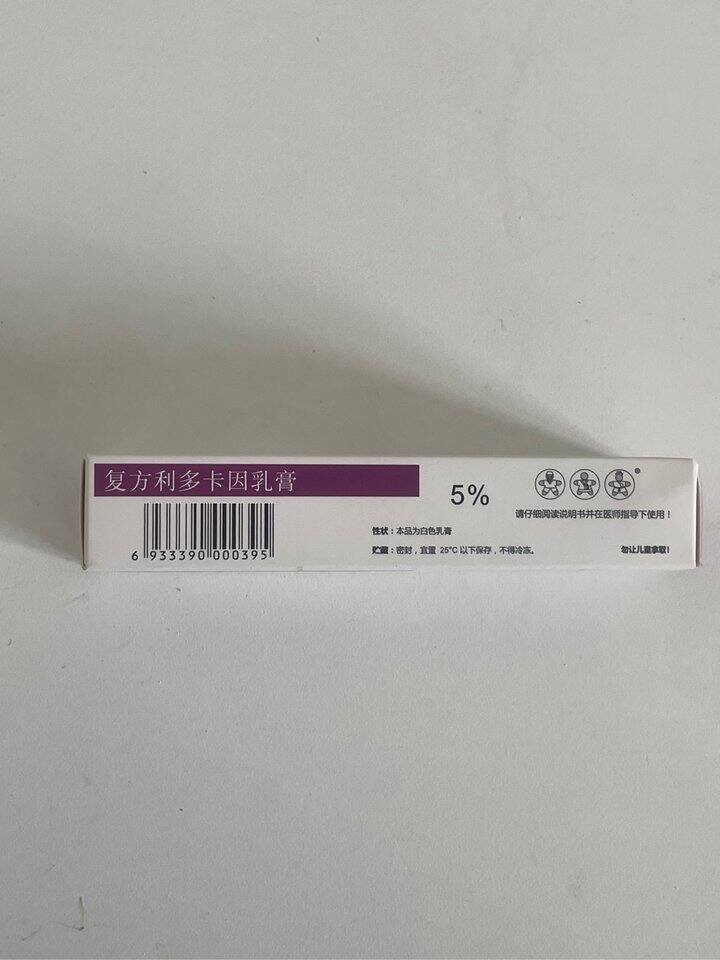 复方利多卡因乳膏
5%
请仔细阅读说明书并在医师指导下使用！
性状：本品为白色乳膏
贮藏：密封，宜置 25°C 以下保存，不得冷冻。
勿让儿童拿取！
6 933390 000395